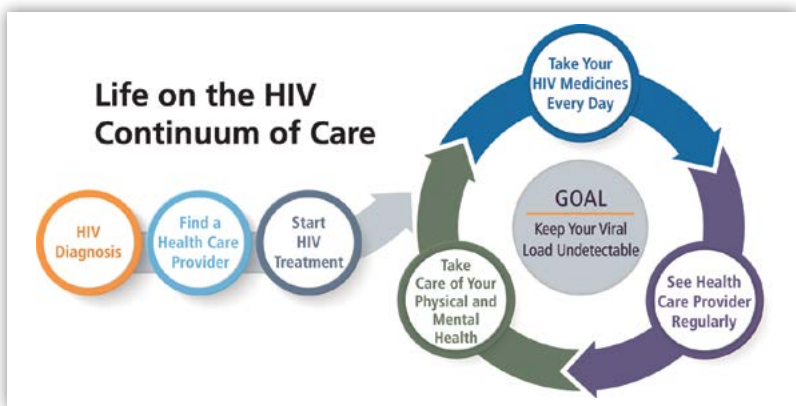 Life on the HIV
Continuum of Care
HIV
Diagnosis
Find a
Health Care
Provider
Start
HIV
Treatment
Take Your
HIV Medicines
Every Day
GOAL
Keep Your Viral
Load Undetectable
See Health
Care Provider
Regularly
Take
Care of Your
Physical and
Mental
Health